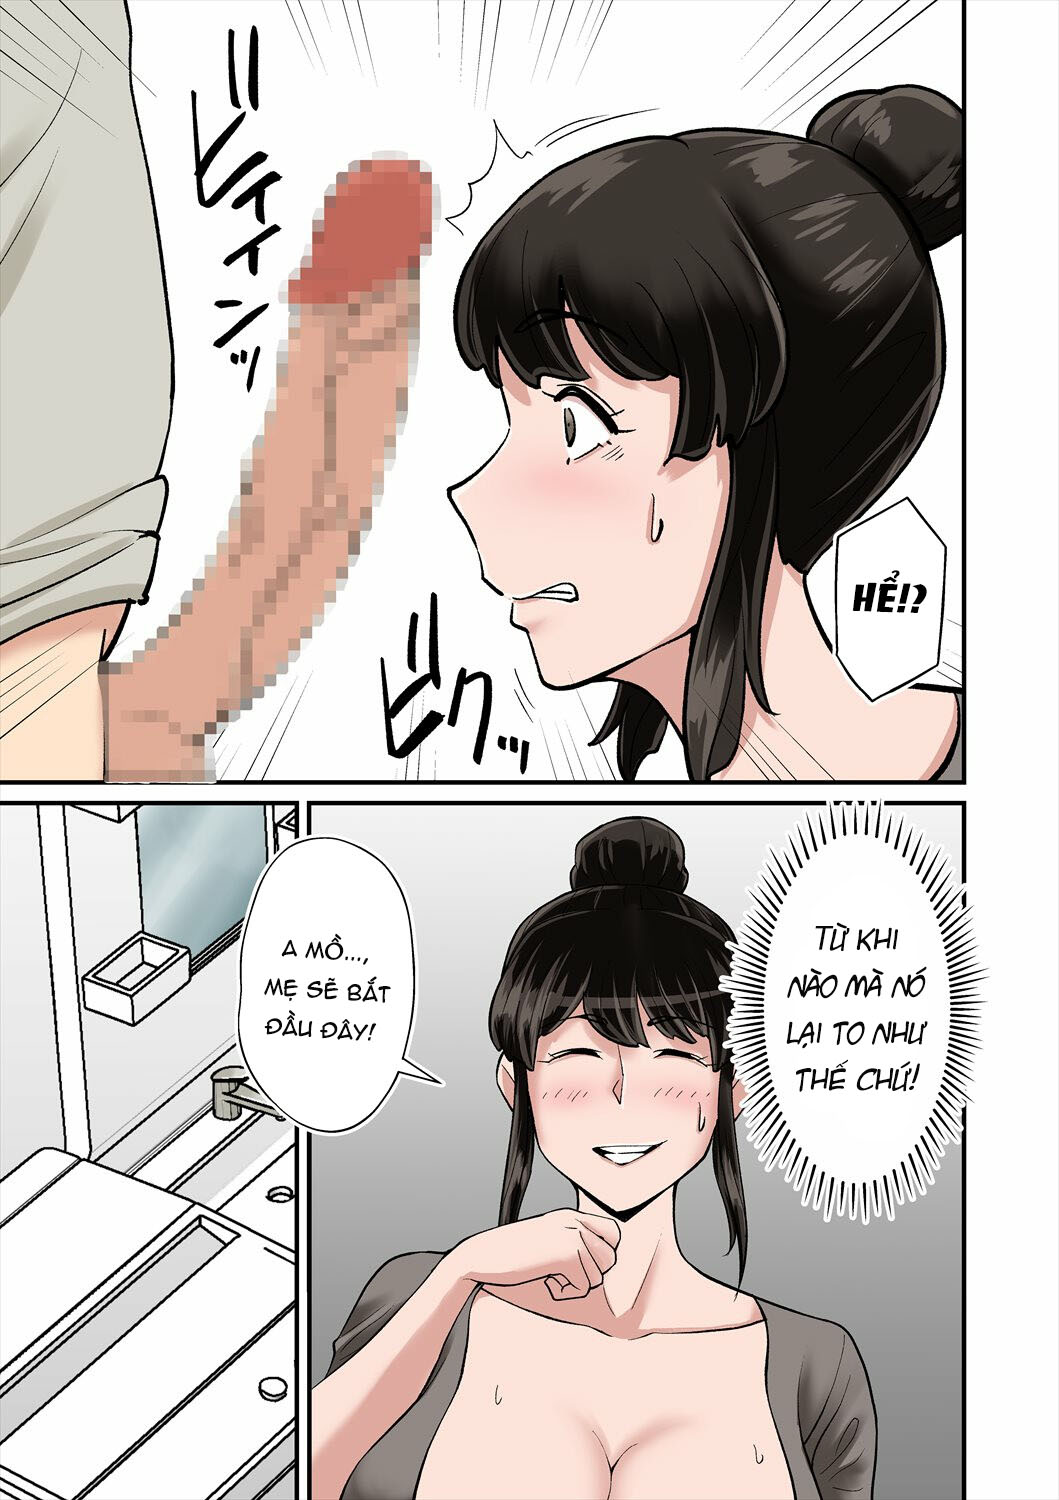 ビィィンッ
HỂ!?
ビクッ
TỪ KHI
NÀO MÀ NÓ
LẠI TO NHƯ
THẾ CHỨ!
A MỒ...,
MẸ SẼ BẮT
ĐẦU ĐÂY!